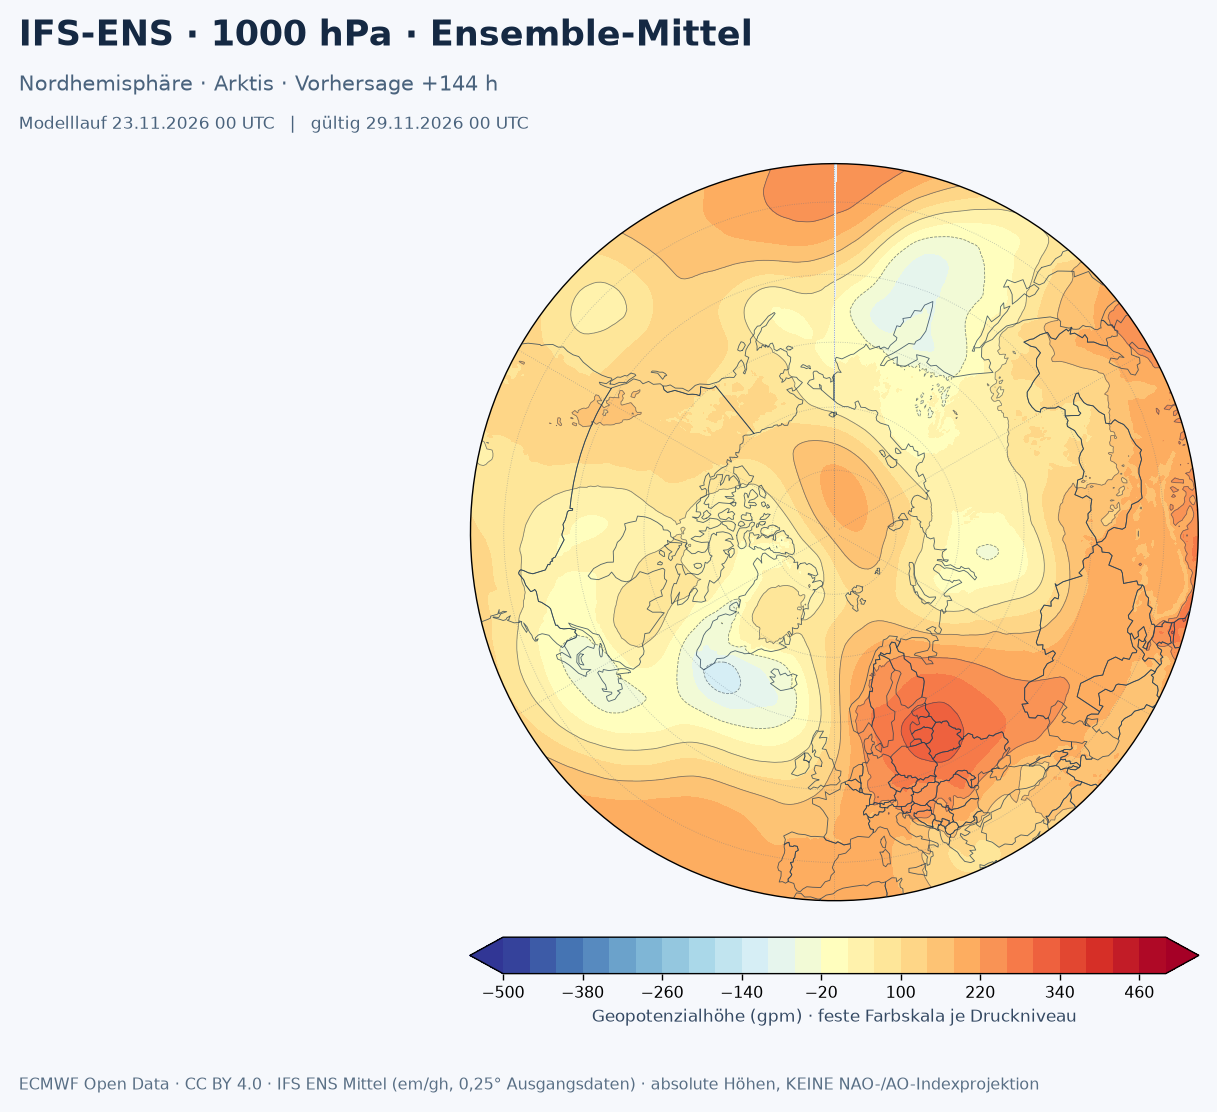 IFS-ENS · 1000 hPa · Ensemble-Mittel
Nordhemisphäre · Arktis · Vorhersage +144 h
Modelllauf 23.11.2026 00 UTC | gültig 29.11.2026 00 UTC
−500 −380 −260 −140 −20 100 220 340 460
Geopotenzialhöhe (gpm) · feste Farbskala je Druckniveau
ECMWF Open Data · CC BY 4.0 · IFS ENS Mittel (em/gh, 0,25° Ausgangsdaten) · absolute Höhen, KEINE NAO-/AO-Indexprojektion